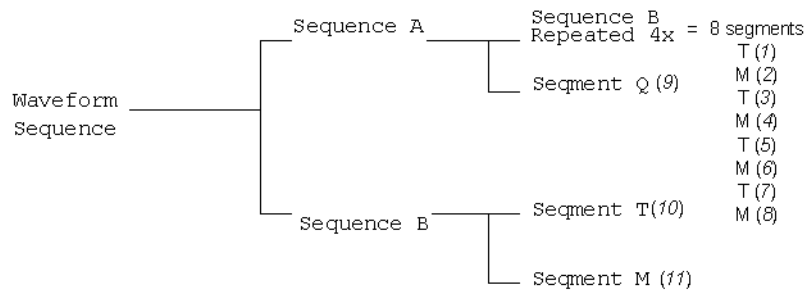 Sequence A
Sequence B
Repeated 4x = 8 segments
T (1)
M (2)
T (3)
M (4)
T (5)
M (6)
T (7)
M (8)
Segment Q (9)
Waveform
Sequence
Sequence B
Segment T(10)
Segment M (11)